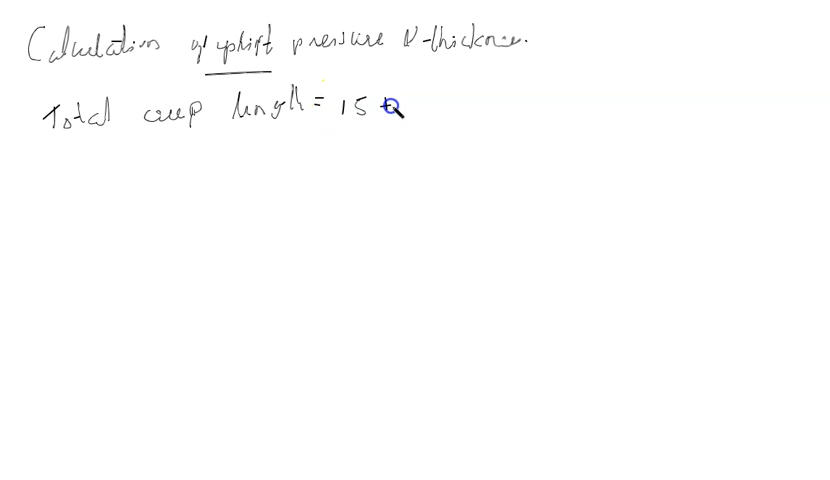 Calculation of uplift pressure & thickness.
Total creep length = 15 +